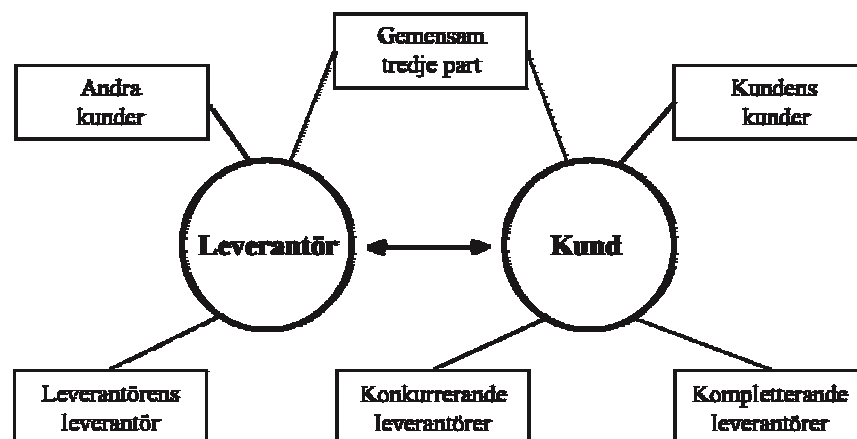 Gemensam
tredje part
Andra
kunder
Kundens
kunder
Leverantör
Kund
Leverantörens
leverantör
Konkurrerande
leverantörer
Kompletterande
leverantörer